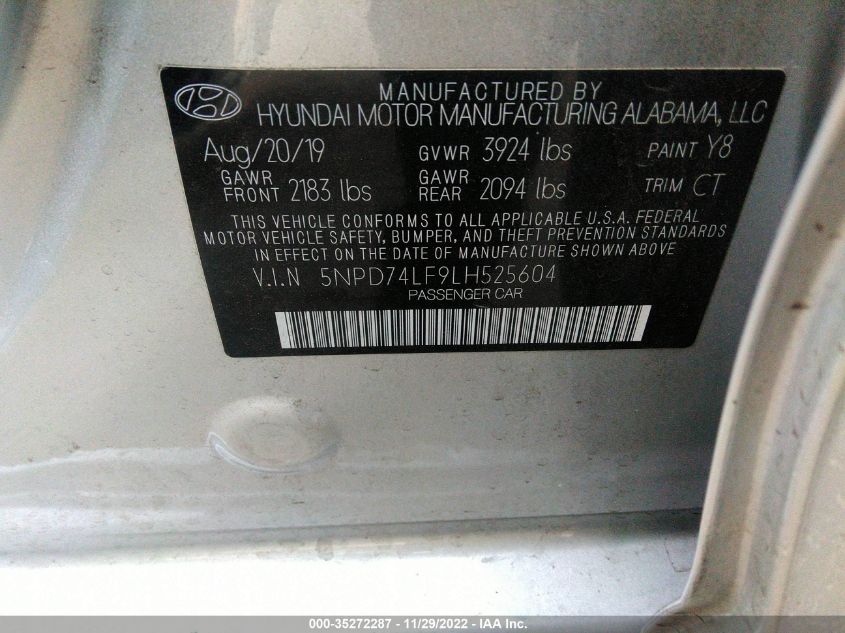 MANUFACTURED BY
HYUNDAI MOTOR MANUFACTURING ALABAMA, LLC
Aug/20/19 GVWR 3924 lbs PAINT Y8
GAWR FRONT 2183 lbs GAWR REAR 2094 lbs TRIM CT
THIS VEHICLE CONFORMS TO ALL APPLICABLE U.S.A. FEDERAL
MOTOR VEHICLE SAFETY, BUMPER, AND THEFT PREVENTION STANDARDS
IN EFFECT ON THE DATE OF MANUFACTURE SHOWN ABOVE
V.I.N 5NPD74LF9LH525604
PASSENGER CAR
000-35272287 - 11/29/2022 - IAA Inc.